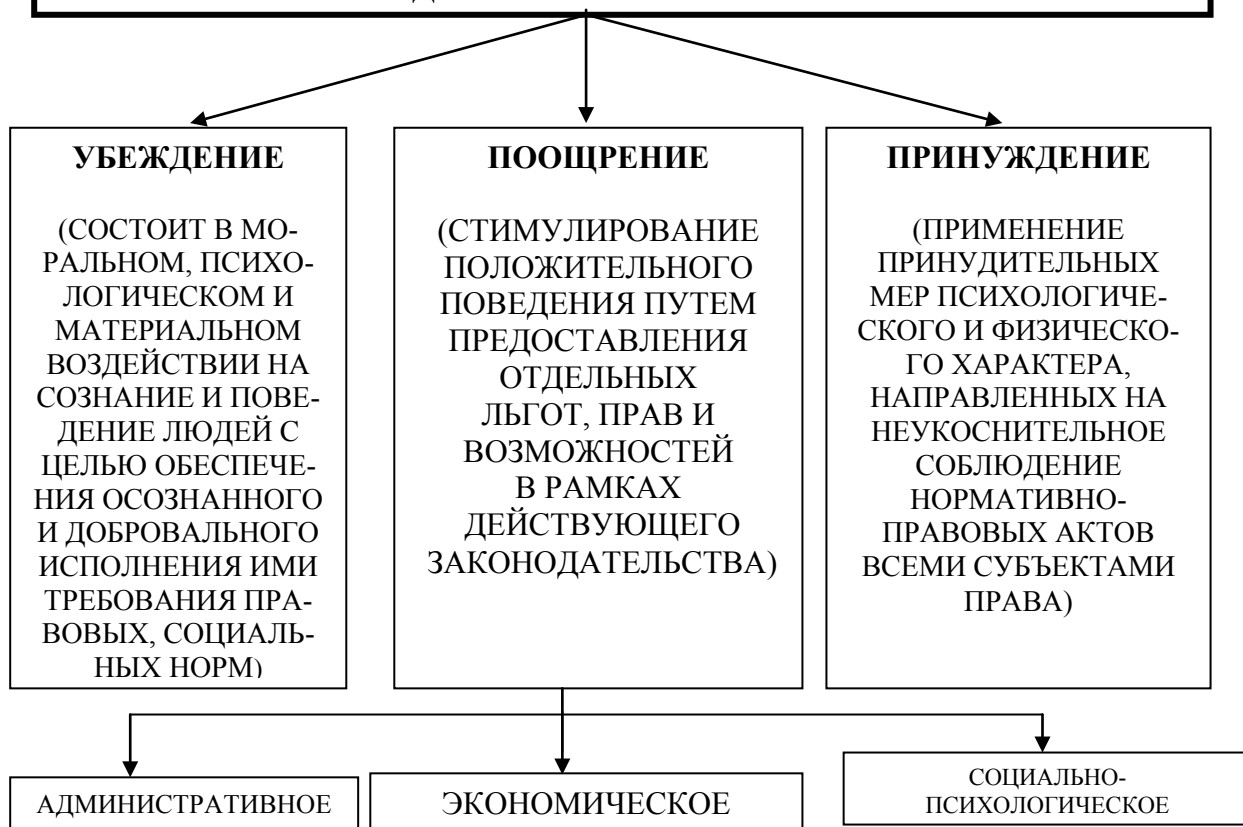 УБЕЖДЕНИЕ
(СОСТОИТ В МО-
РАЛЬНОМ, ПСИХО-
ЛОГИЧЕСКОМ И
МАТЕРИАЛЬНОМ
ВОЗДЕЙСТВИИ НА
СОЗНАНИЕ И ПОВЕ-
ДЕНИЕ ЛЮДЕЙ С
ЦЕЛЬЮ ОБЕСПЕЧЕ-
НИЯ ОСОЗНАННОГО
И ДОБРОВАЛЬНОГО
ИСПОЛНЕНИЯ ИМИ
ТРЕБОВАНИЯ ПРА-
ВОВЫХ, СОЦИАЛЬ-
НЫХ НОРМ)
ПООЩРЕНИЕ
(СТИМУЛИРОВАНИЕ
ПОЛОЖИТЕЛЬНОГО
ПОВЕДЕНИЯ ПУТЕМ
ПРЕДОСТАВЛЕНИЯ
ОТДЕЛЬНЫХ
ЛЬГОТ, ПРАВ И
ВОЗМОЖНОСТЕЙ
В РАМКАХ
ДЕЙСТВУЮЩЕГО
ЗАКОНОДАТЕЛЬСТВА)
ПРИНУЖДЕНИЕ
(ПРИМЕНЕНИЕ
ПРИНУДИТЕЛЬНЫХ
МЕР ПСИХОЛОГИЧЕ-
СКОГО И ФИЗИЧЕСКО-
ГО ХАРАКТЕРА,
НАПРАВЛЕННЫХ НА
НЕУКОСНИТЕЛЬНОЕ
СОБЛЮДЕНИЕ
НОРМАТИВНО-
ПРАВОВЫХ АКТОВ
ВСЕМИ СУБЪЕКТАМИ
ПРАВА)
АДМИНИСТРАТИВНОЕ
ЭКОНОМИЧЕСКОЕ
СОЦИАЛЬНО-
ПСИХОЛОГИЧЕСКОЕ